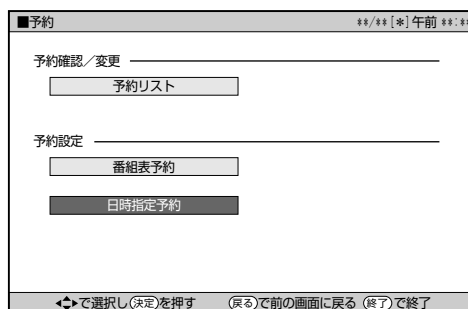 ■予約 **/**[*]午前 **:**
予約確認／変更
予約リスト
予約設定
番組表予約
日時指定予約
で選択し決定を押す 戻るで前の画面に戻る 終了で終了